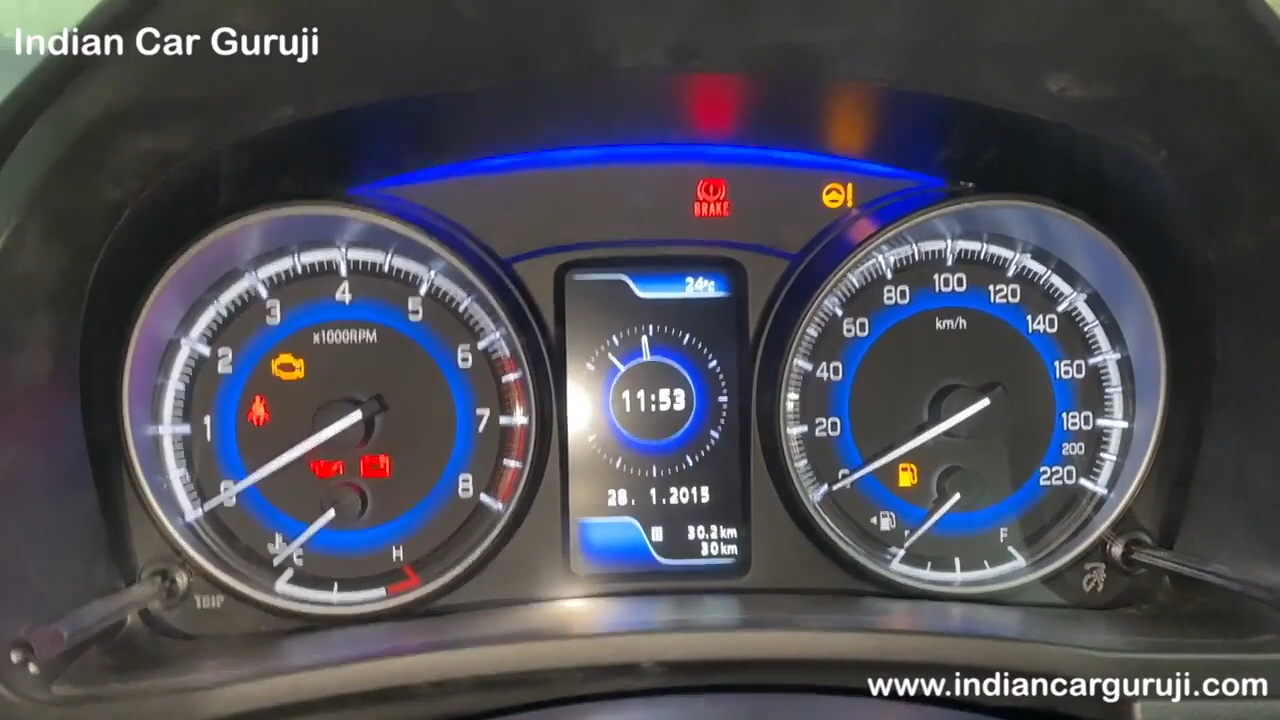 Indian Car Guruji
BRAKE
1
2
3
4
5
6
7
8
0
x1000RPM
C
H
TRIP
24°C
11:53
28. 1.2015
30.2km
30km
0
20
40
60
80
100
120
140
160
180
200
220
km/h
F
www.indiancarguruji.com